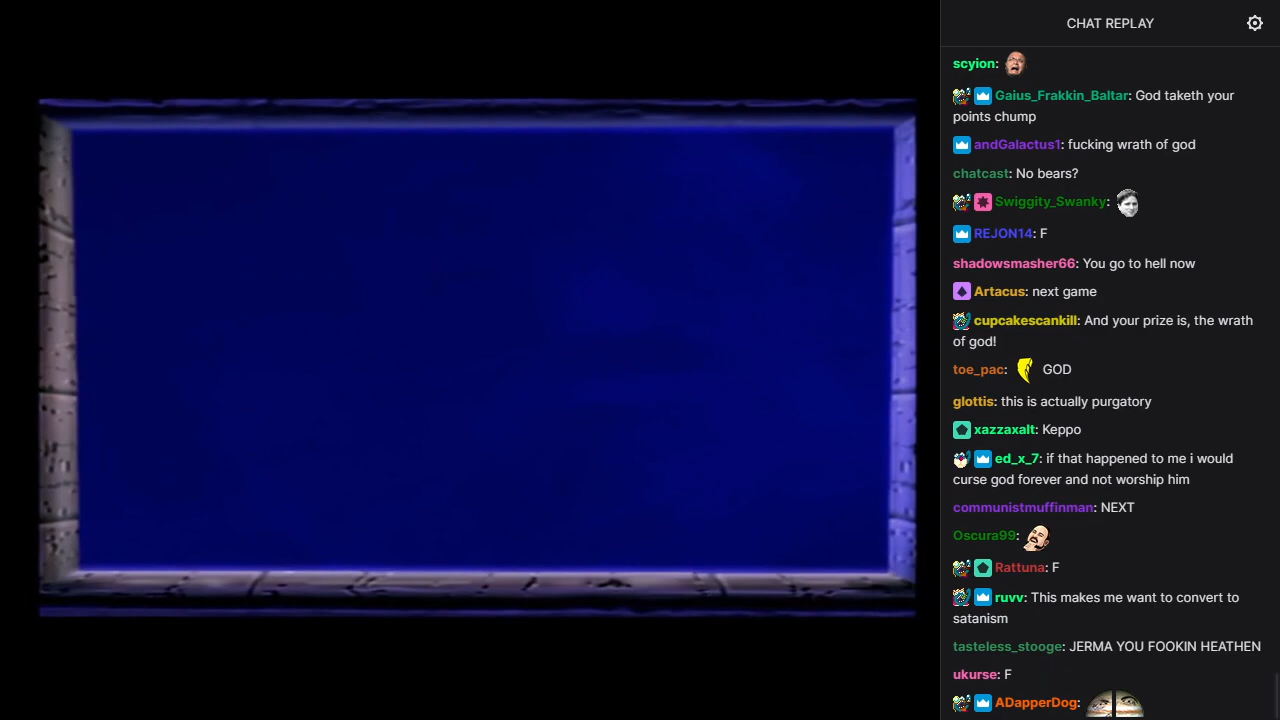 CHAT REPLAY
scyion:
Gaius_Frakkin_Baltar: God taketh your
points chump
andGalactus1: fucking wrath of god
chatcast: No bears?
Swiggity_Swanky:
REJON14: F
shadowsmasher66: You go to hell now
Artacus: next game
cupcakescankill: And your prize is, the wrath
of god!
toe_pac: GOD
glottis: this is actually purgatory
xazzaxalt: Keppo
ed_x_7: if that happened to me i would
curse god forever and not worship him
communistmuffinman: NEXT
Oscura99:
Rattuna: F
ruvv: This makes me want to convert to
satanism
tasteless_stooge: JERMA YOU FOOKIN HEATHEN
ukurse: F
ADapperDog: